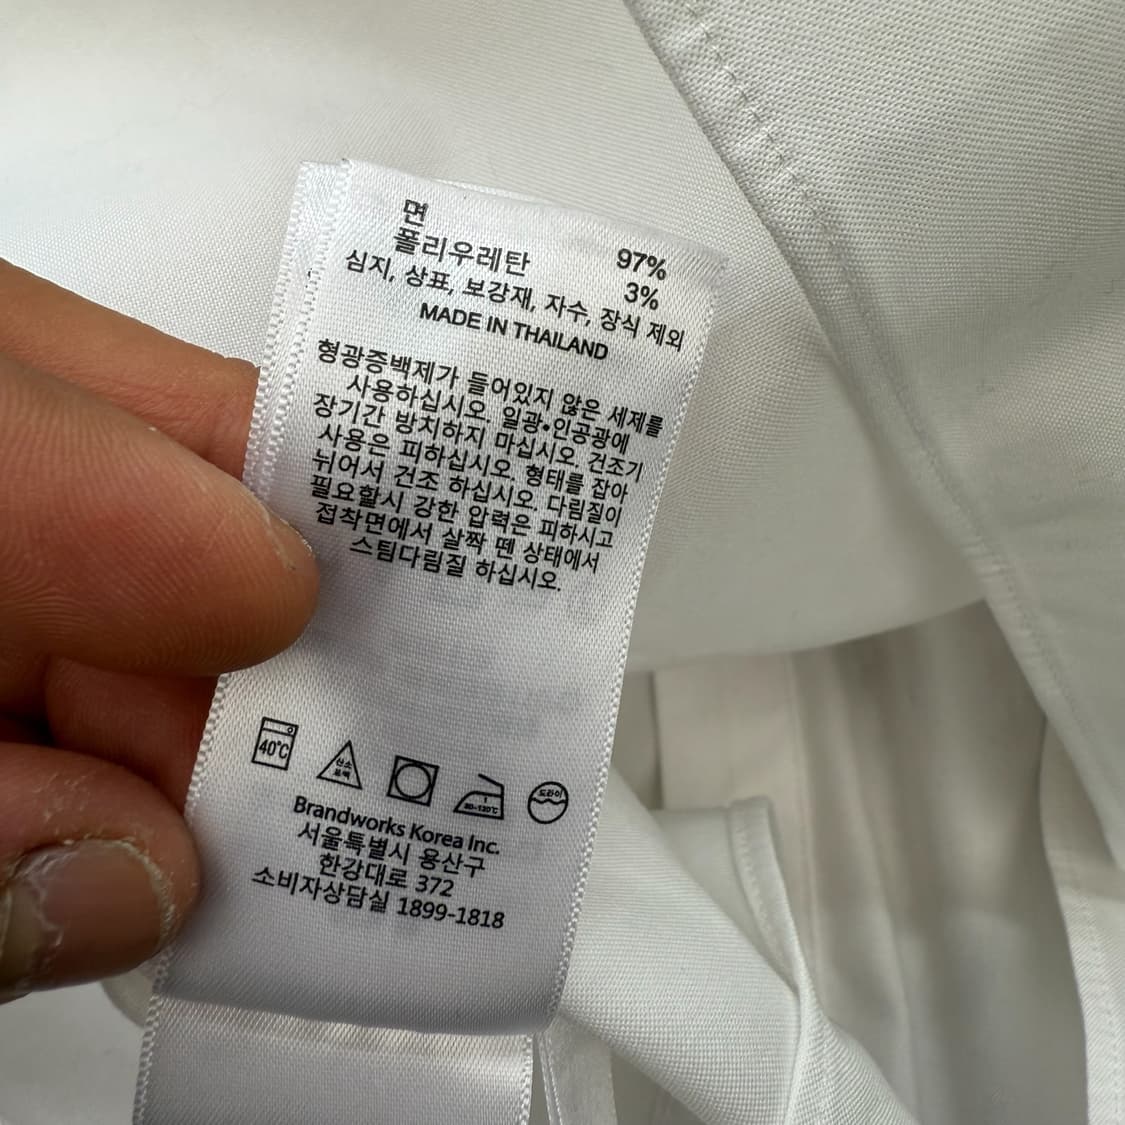 면 97%
폴리우레탄 3%
심지, 상표, 보강재, 자수, 장식 제외
MADE IN THAILAND
형광증백제가 들어있지 않은 세제를
사용하십시오. 일광•인공광에
장기간 방치하지 마십시오. 건조기
사용은 피하십시오. 형태를 잡아
뉘어서 건조 하십시오. 다림질이
필요할시 강한 압력은 피하시고
접착면에서 살짝 뗀 상태에서
스팀다림질 하십시오.
40℃
산소
표백
1
80~120℃
드라이
Brandworks Korea Inc.
서울특별시 용산구
한강대로 372
소비자상담실 1899-1818